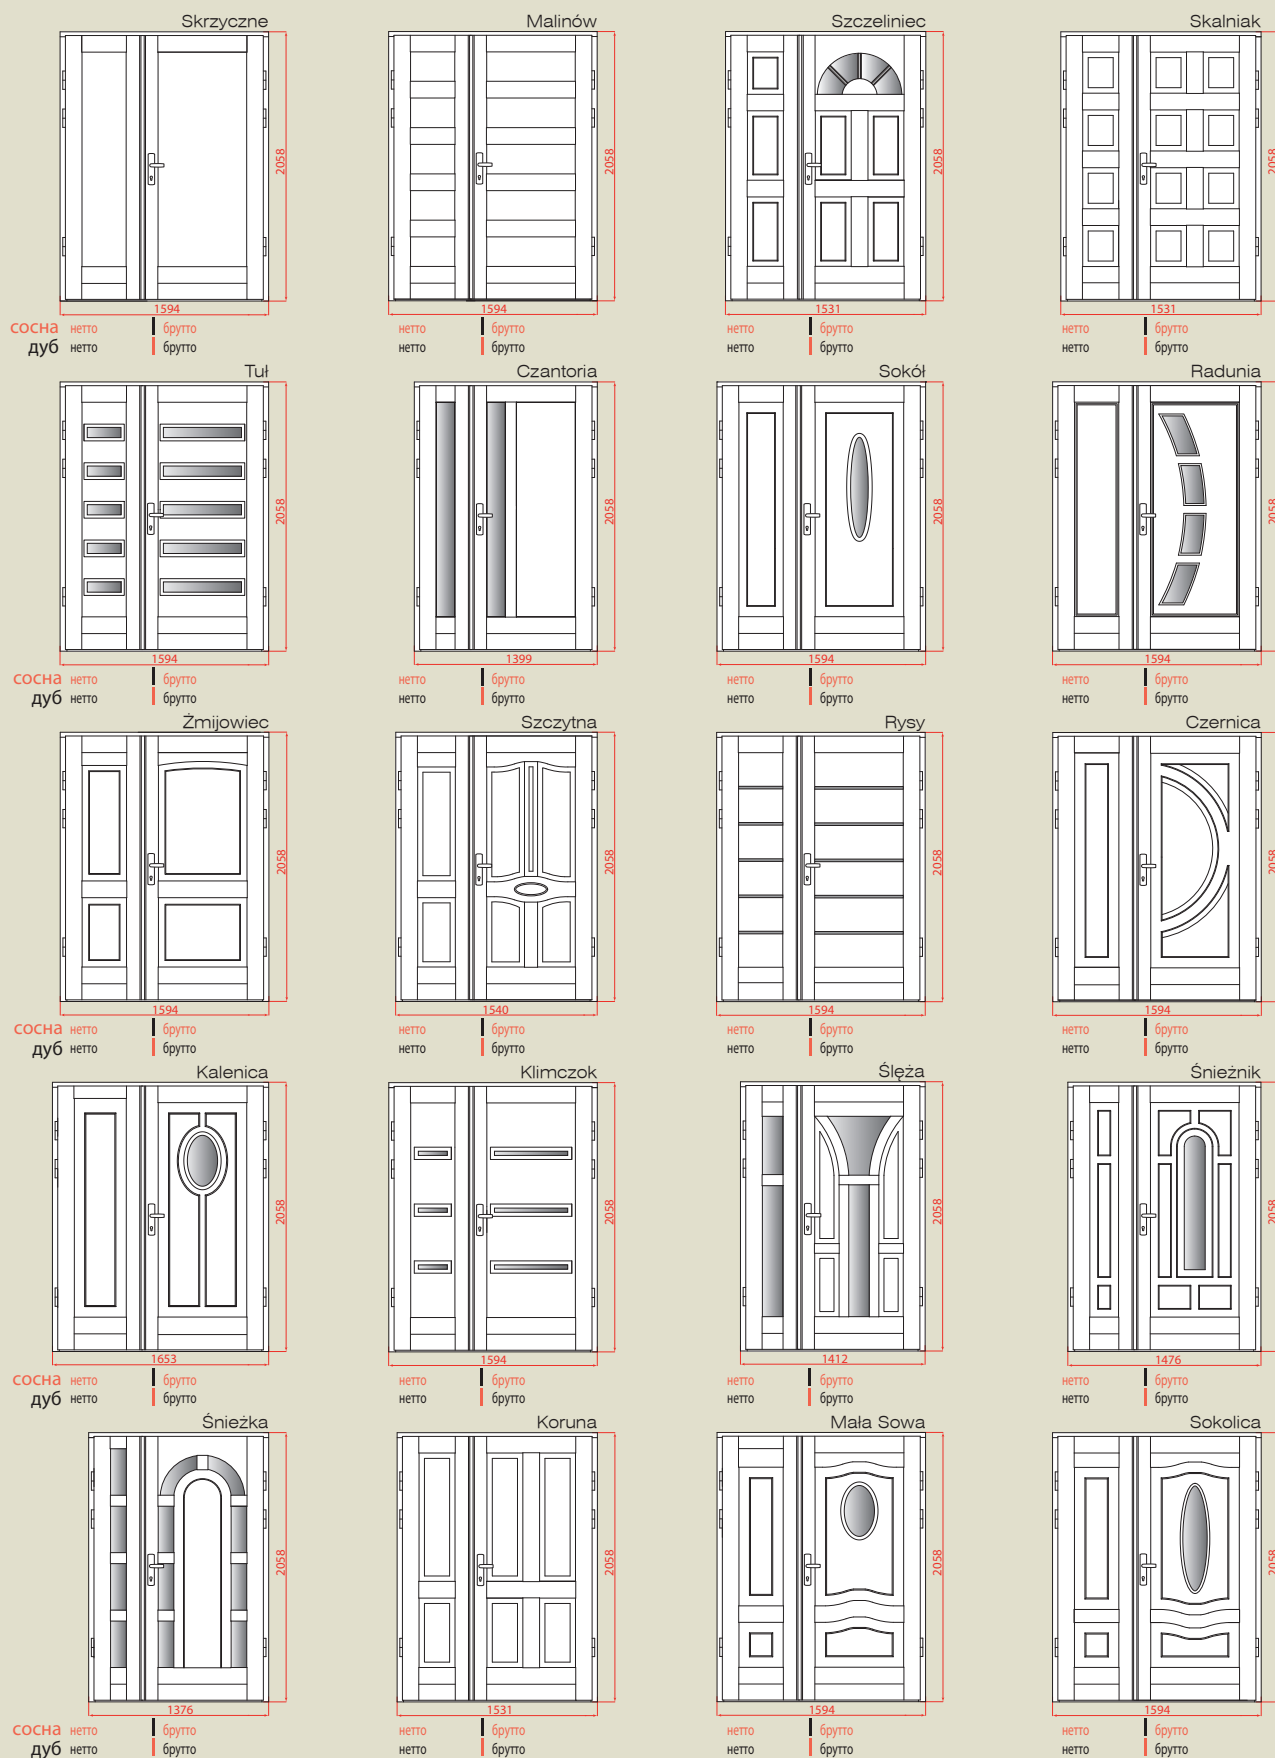 Skrzyczne Malinów Szczeliniec Skalniak
2058 2058 2058 2058
1594 1594 1531 1531
сосна нетто брутто нетто брутто нетто брутто нетто брутто
дуб нетто брутто нетто брутто нетто брутто нетто брутто
Tuł Czantoria Sokół Radunia
2058 2058 2058 2058
1594 1399 1594 1594
сосна нетто брутто нетто брутто нетто брутто нетто брутто
дуб нетто брутто нетто брутто нетто брутто нетто брутто
Żmijowiec Szczytna Rysy Czernica
2058 2058 2058 2058
1594 1540 1594 1594
сосна нетто брутто нетто брутто нетто брутто нетто брутто
дуб нетто брутто нетто брутто нетто брутто нетто брутто
Kalenica Klimczok Ślęża Śnieżnik
2058 2058 2058 2058
1653 1594 1412 1476
сосна нетто брутто нетто брутто нетто брутто нетто брутто
дуб нетто брутто нетто брутто нетто брутто нетто брутто
Śnieżka Koruna Mała Sowa Sokolica
2058 2058 2058 2058
1376 1531 1594 1594
сосна нетто брутто нетто брутто нетто брутто нетто брутто
дуб нетто брутто нетто брутто нетто брутто нетто брутто